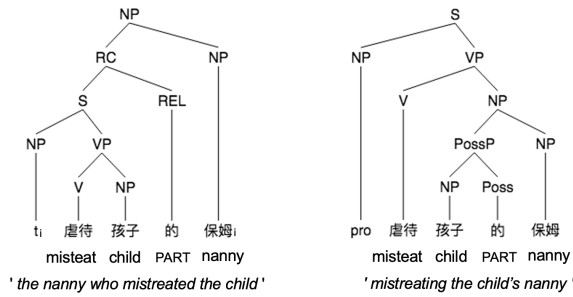 NP S
RC NP NP VP
S REL V NP
NP VP PossP NP
V NP NP Poss
tᵢ 虐待 孩子 的 保姆ᵢ pro 虐待 孩子 的 保姆
misteat child PART nanny misteat child PART nanny
' the nanny who mistreated the child ' ' mistreating the child's nanny '